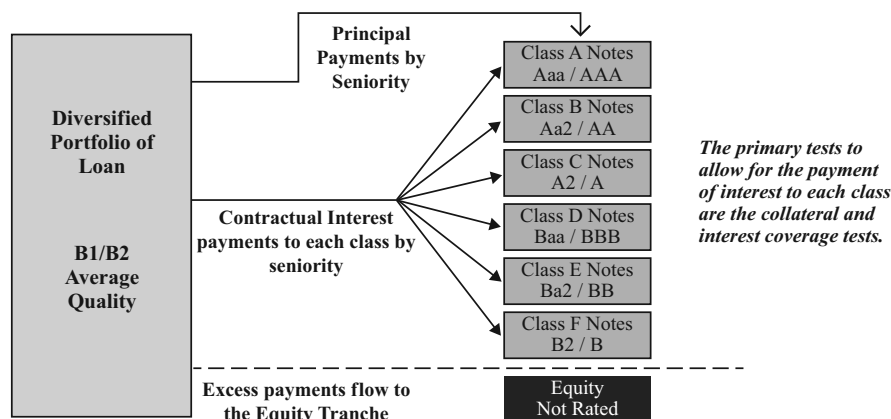 Principal
Payments by
Seniority
Diversified
Portfolio of
Loan
B1/B2
Average
Quality
Contractual Interest
payments to each class by
seniority
Class A Notes
Aaa / AAA
Class B Notes
Aa2 / AA
Class C Notes
A2 / A
Class D Notes
Baa / BBB
Class E Notes
Ba2 / BB
Class F Notes
B2 / B
The primary tests to
allow for the payment
of interest to each class
are the collateral and
interest coverage tests.
Excess payments flow to
the Equity Tranche
Equity
Not Rated